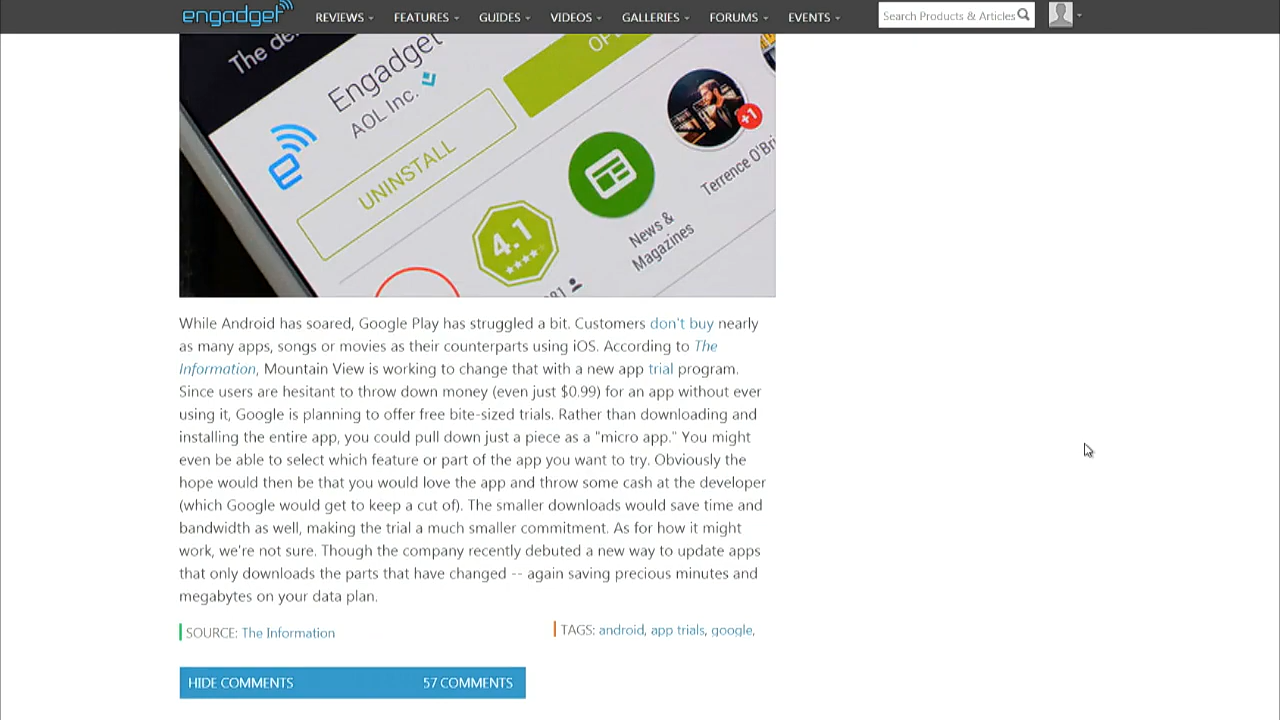 engadget REVIEWS FEATURES GUIDES VIDEOS GALLERIES FORUMS EVENTS Search Products & Articles
The de
Engadget
AOL Inc.
UNINSTALL
4.1
News &
Magazines
+1
Terrence O'Bri
While Android has soared, Google Play has struggled a bit. Customers don't buy nearly
as many apps, songs or movies as their counterparts using iOS. According to The
Information, Mountain View is working to change that with a new app trial program.
Since users are hesitant to throw down money (even just $0.99) for an app without ever
using it, Google is planning to offer free bite-sized trials. Rather than downloading and
installing the entire app, you could pull down just a piece as a "micro app." You might
even be able to select which feature or part of the app you want to try. Obviously the
hope would then be that you would love the app and throw some cash at the developer
(which Google would get to keep a cut of). The smaller downloads would save time and
bandwidth as well, making the trial a much smaller commitment. As for how it might
work, we're not sure. Though the company recently debuted a new way to update apps
that only downloads the parts that have changed -- again saving precious minutes and
megabytes on your data plan.
SOURCE: The Information
TAGS: android, app trials, google,
HIDE COMMENTS 57 COMMENTS